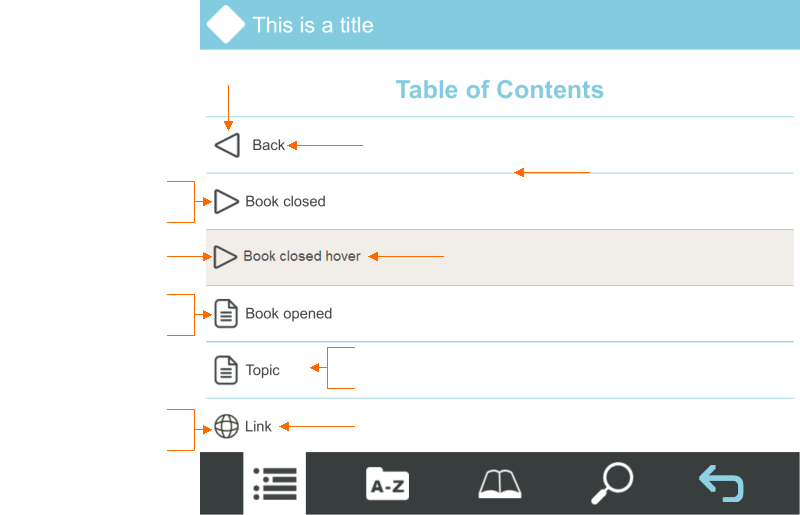 This is a title
Table of Contents
Back
Book closed
Book closed hover
Book opened
Topic
Link
A-Z